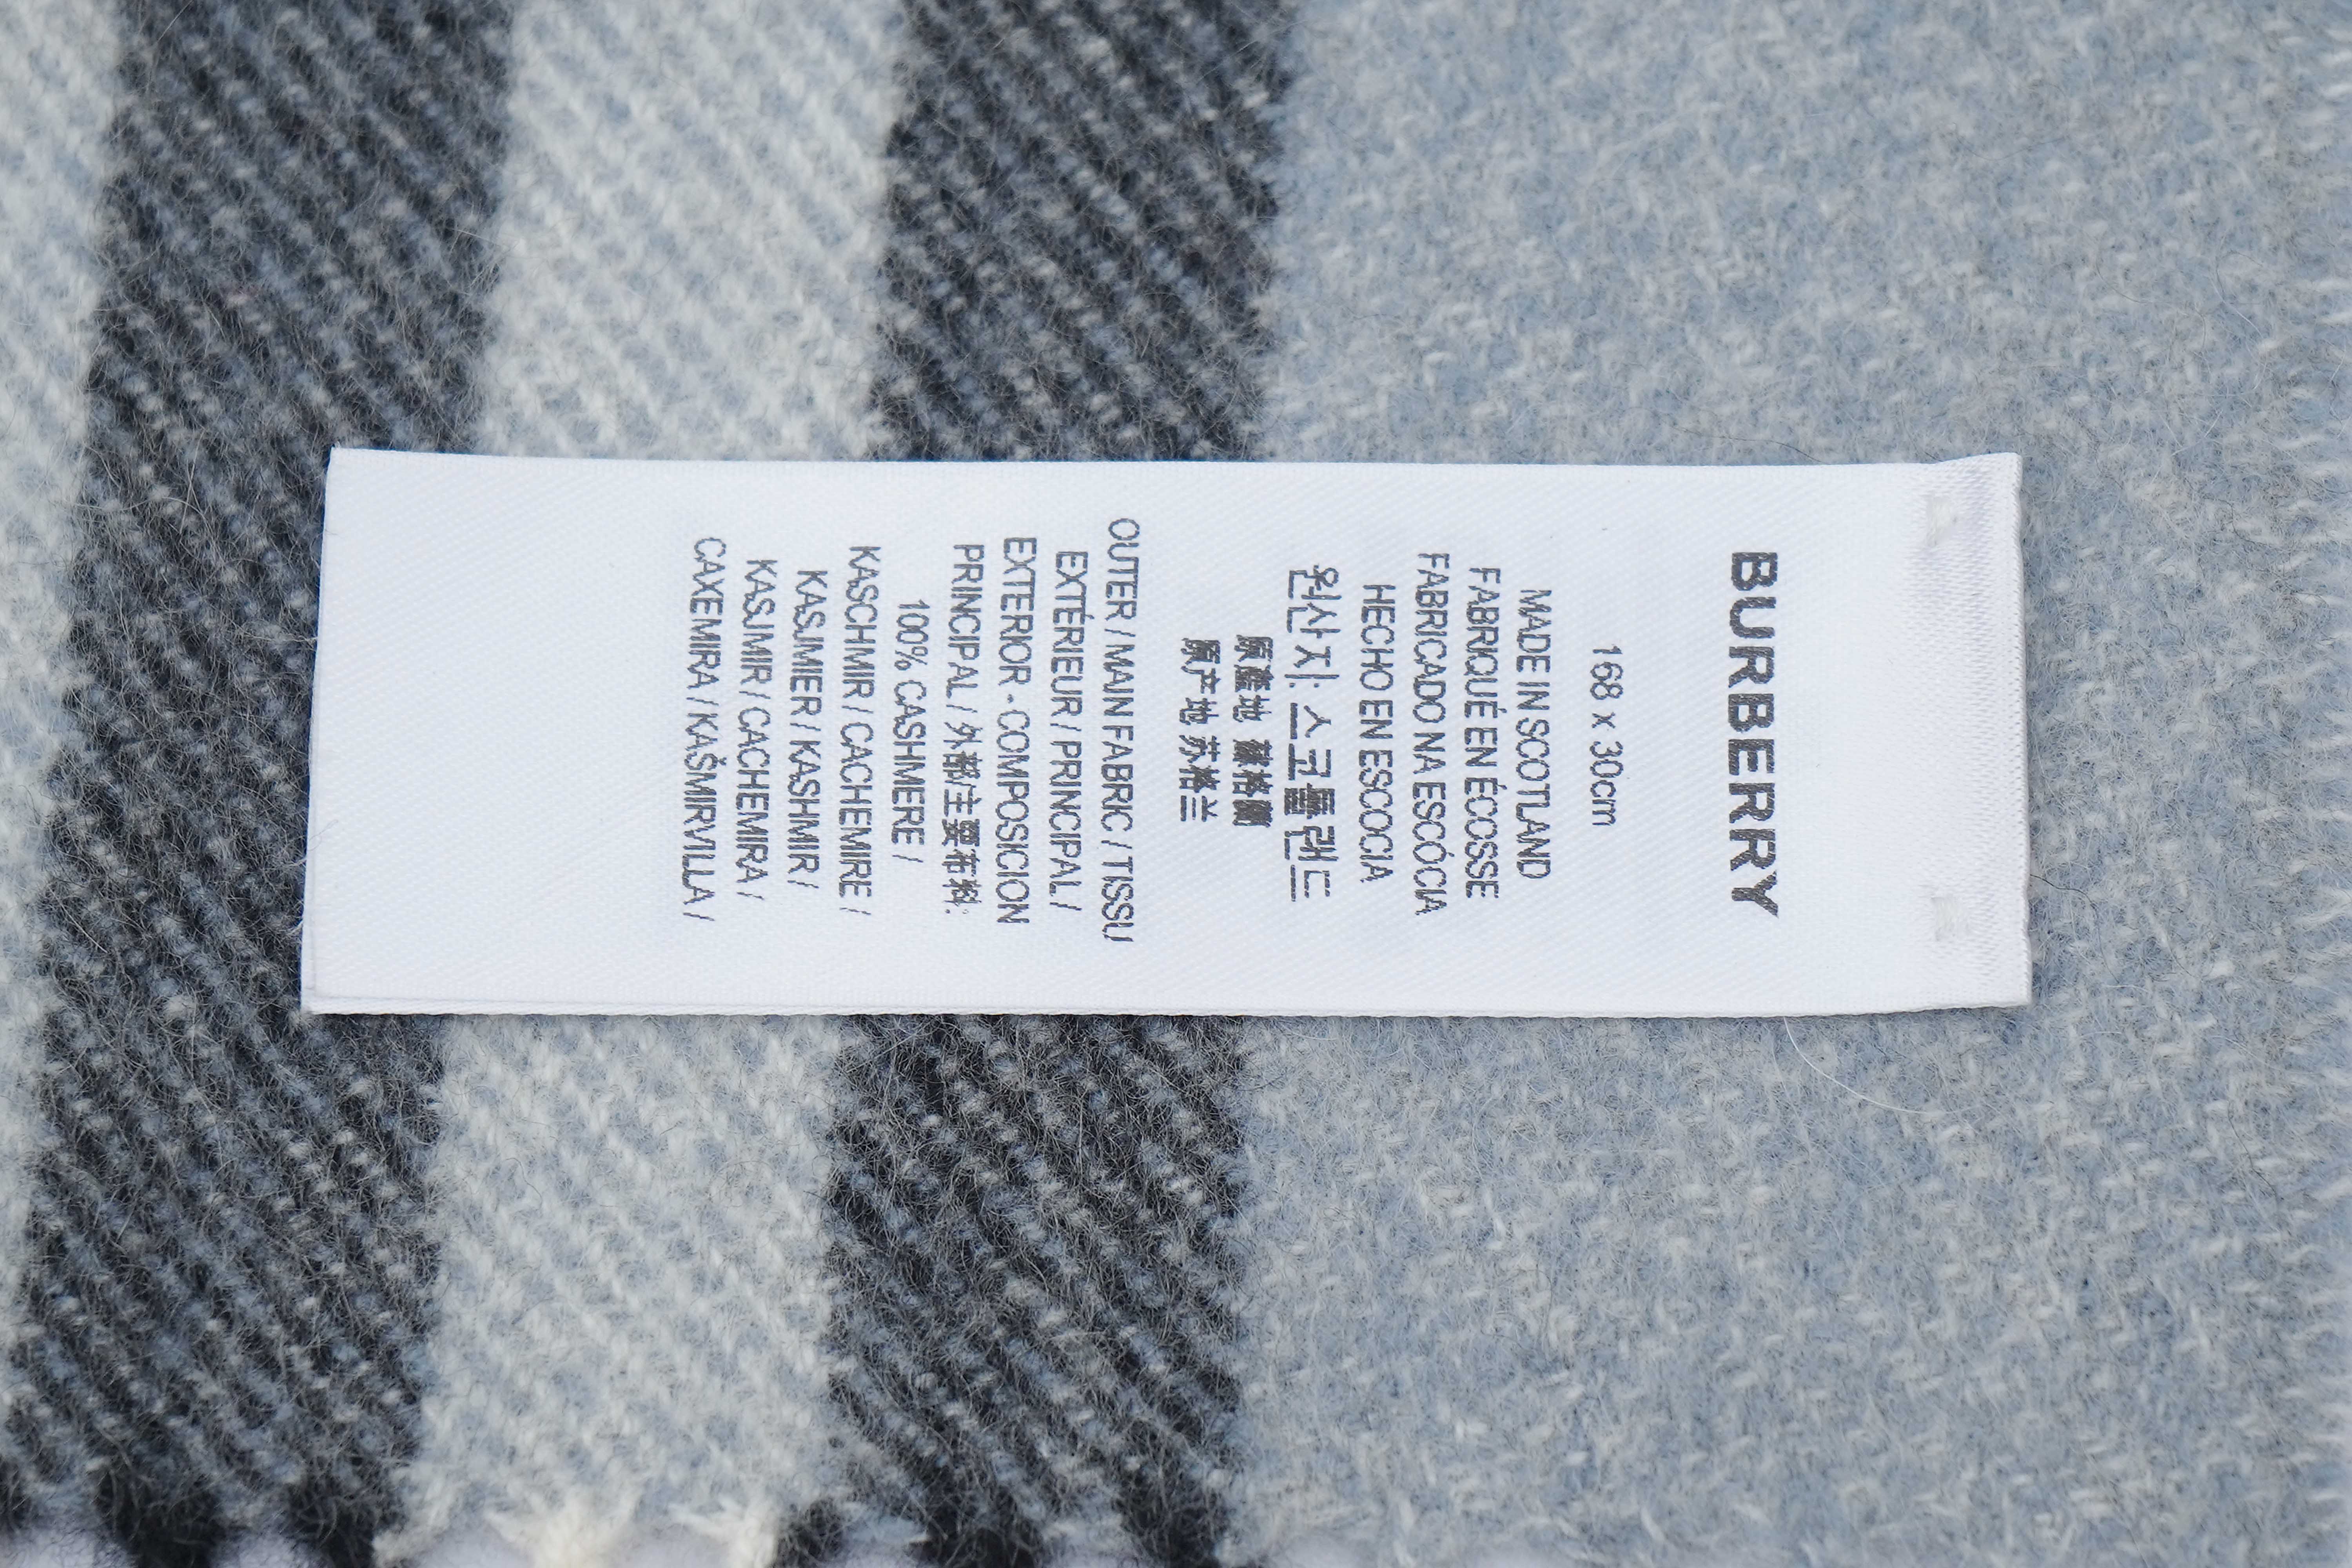 BURBERRY
168 x 30cm
MADE IN SCOTLAND
FABRIQUÉ EN ÉCOSSE
FABRICADO NA ESCÓCIA
HECHO EN ESCOCIA
원산지: 스코틀랜드
原產地 蘇格蘭
原产地 苏格兰
OUTER / MAIN FABRIC / TISSU
EXTÉRIEUR / PRINCIPAL /
EXTERIOR - COMPOSICION
PRINCIPAL / 外部/主要布料:
100% CASHMERE /
KASCHMIR / CACHEMIRE /
KASJMIER / KASHMIR /
KASJMIR / CACHEMIRA /
CAXEMIRA / KAŠMIRVILLA /